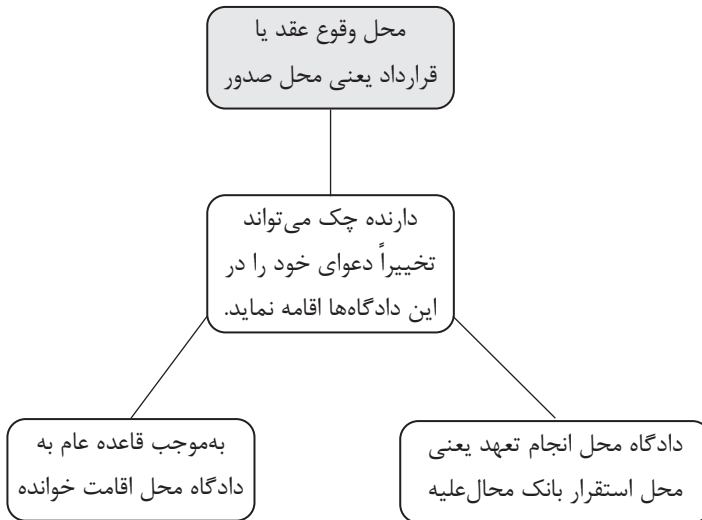 محل وقوع عقد یا
قرارداد یعنی محل صدور
دارنده چک می‌تواند
تخییراً دعوای خود را در
این دادگاه‌ها اقامه نماید.
دادگاه محل انجام تعهد یعنی
محل استقرار بانک محال‌علیه
به‌موجب قاعده عام به
دادگاه محل اقامت خوانده